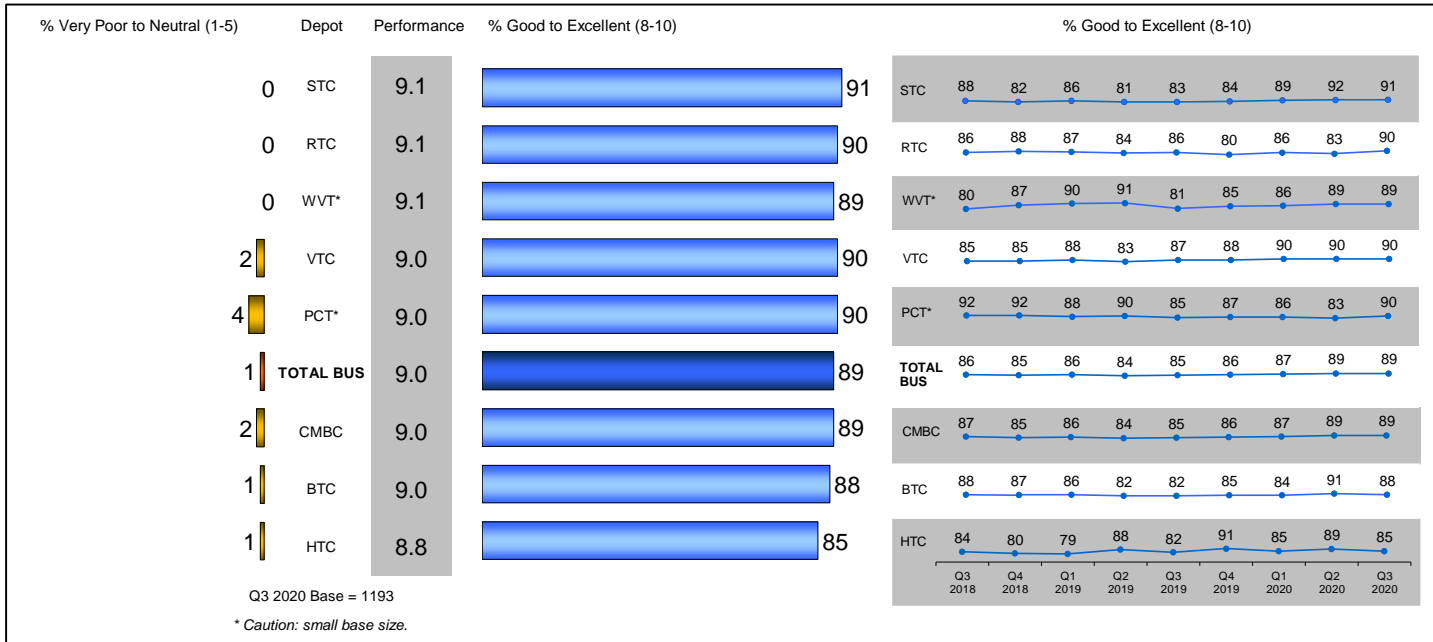 % Very Poor to Neutral (1-5) Depot Performance % Good to Excellent (8-10) % Good to Excellent (8-10)
0 STC 9.1 91
0 RTC 9.1 90
0 WVT* 9.1 89
2 VTC 9.0 90
4 PCT* 9.0 90
1 TOTAL BUS 9.0 89
2 CMBC 9.0 89
1 BTC 9.0 88
1 HTC 8.8 85
Q3 2020 Base = 1193
* Caution: small base size.
STC 88 82 86 81 83 84 89 92 91
RTC 86 88 87 84 86 80 86 83 90
WVT* 80 87 90 91 81 85 86 89 89
VTC 85 85 88 83 87 88 90 90 90
PCT* 92 92 88 90 85 87 86 83 90
TOTAL 86 85 86 84 85 86 87 89 89
BUS
CMBC 87 85 86 84 85 86 87 89 89
BTC 88 87 86 82 82 85 84 91 88
HTC 84 80 79 88 82 91 85 89 85
Q3 Q4 Q1 Q2 Q3 Q4 Q1 Q2 Q3
2018 2018 2019 2019 2019 2019 2020 2020 2020